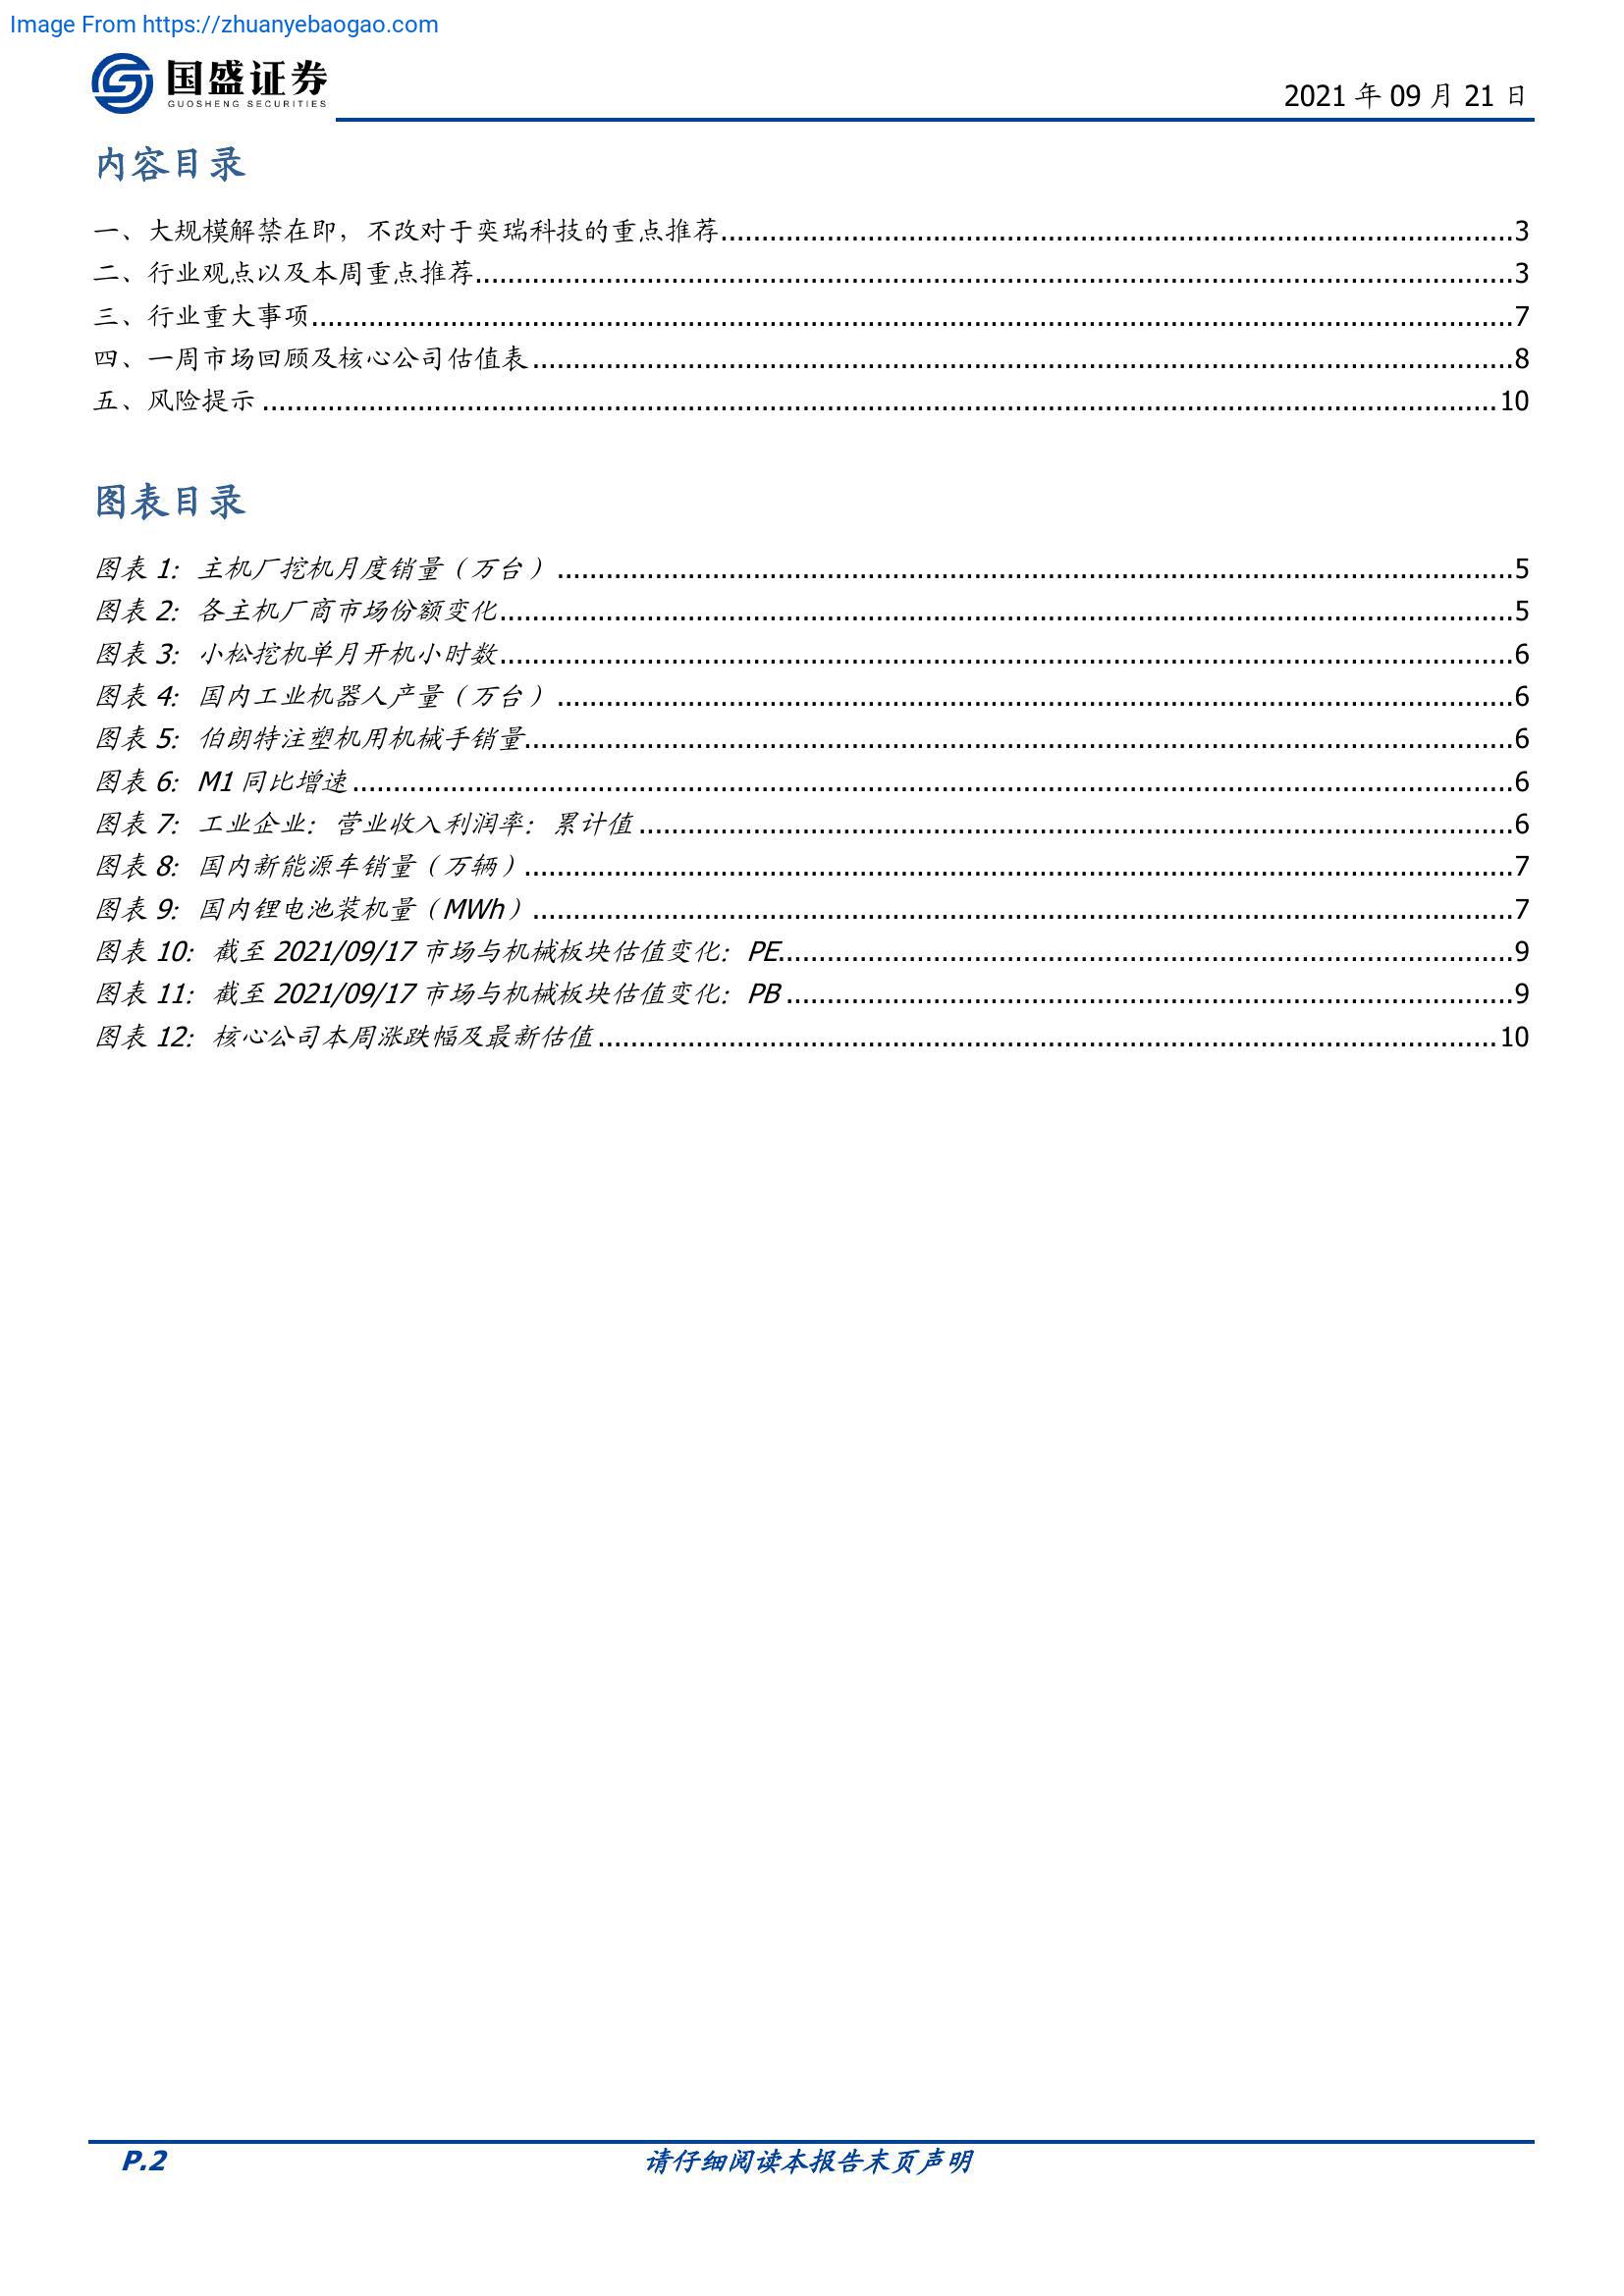 Image From https://zhuanyebaogao.com
国盛证券
GUOSHENG SECURITIES
2021 年 09 月 21 日
内容目录
一、大规模解禁在即，不改对于奕瑞科技的重点推荐........................................3
二、行业观点以及本周重点推荐........................................3
三、行业重大事项........................................7
四、一周市场回顾及核心公司估值表........................................8
五、风险提示 ........................................10
图表目录
图表 1：主机厂挖机月度销量（万台） ........................................5
图表 2：各主机厂商市场份额变化........................................5
图表 3：小松挖机单月开机小时数........................................6
图表 4：国内工业机器人产量（万台） ........................................6
图表 5：伯朗特注塑机用机械手销量........................................6
图表 6：M1 同比增速........................................6
图表 7：工业企业：营业收入利润率：累计值........................................6
图表 8：国内新能源车销量（万辆）........................................7
图表 9：国内锂电池装机量（MWh）........................................7
图表 10：截至 2021/09/17 市场与机械板块估值变化：PE........................................9
图表 11：截至 2021/09/17 市场与机械板块估值变化：PB ........................................9
图表 12：核心公司本周涨跌幅及最新估值........................................10
P.2
请仔细阅读本报告末页声明